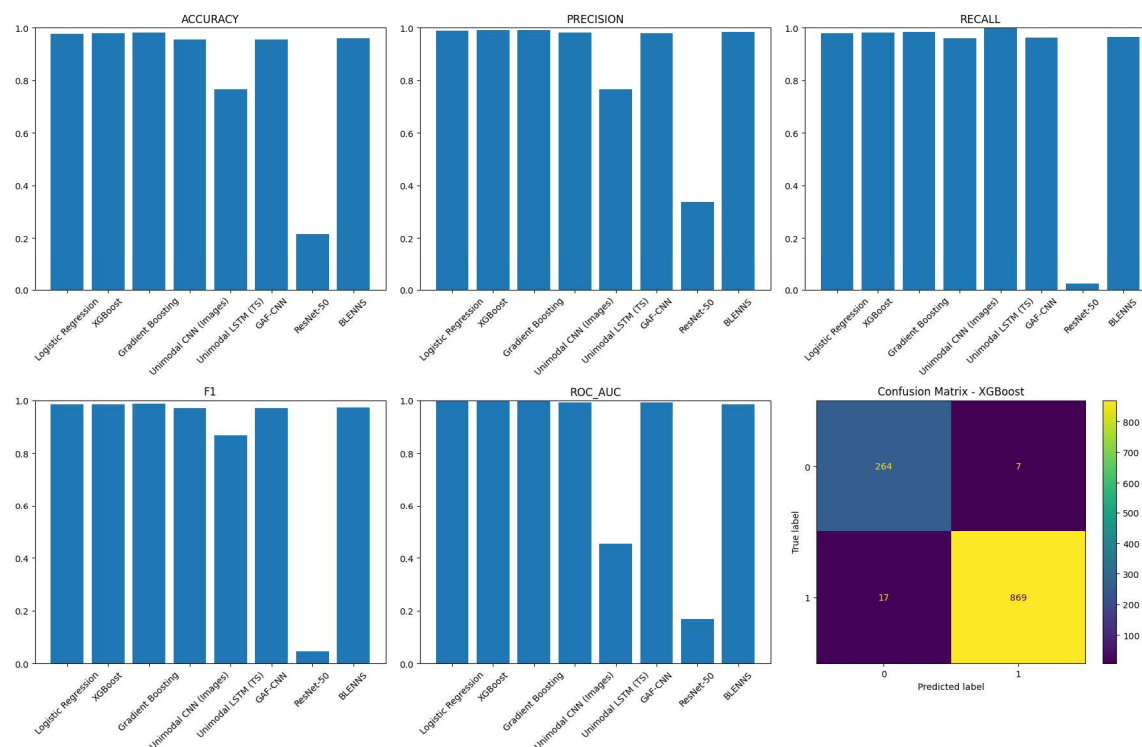 ACCURACY
1.0
0.8
0.6
0.4
0.2
0.0
Logistic Regression
XGBoost
Gradient Boosting
Unimodal CNN (Images)
Unimodal LSTM (TS)
GAF-CNN
ResNet-50
BLENNS
PRECISION
1.0
0.8
0.6
0.4
0.2
0.0
Logistic Regression
XGBoost
Gradient Boosting
Unimodal CNN (Images)
Unimodal LSTM (TS)
GAF-CNN
ResNet-50
BLENNS
RECALL
1.0
0.8
0.6
0.4
0.2
0.0
Logistic Regression
XGBoost
Gradient Boosting
Unimodal CNN (Images)
Unimodal LSTM (TS)
GAF-CNN
ResNet-50
BLENNS
F1
1.0
0.8
0.6
0.4
0.2
0.0
Logistic Regression
XGBoost
Gradient Boosting
Unimodal CNN (Images)
Unimodal LSTM (TS)
GAF-CNN
ResNet-50
BLENNS
ROC_AUC
1.0
0.8
0.6
0.4
0.2
0.0
Logistic Regression
XGBoost
Gradient Boosting
Unimodal CNN (Images)
Unimodal LSTM (TS)
GAF-CNN
ResNet-50
BLENNS
Confusion Matrix - XGBoost
True label
0
1
264
7
17
869
0
1
Predicted label
800
700
600
500
400
300
200
100